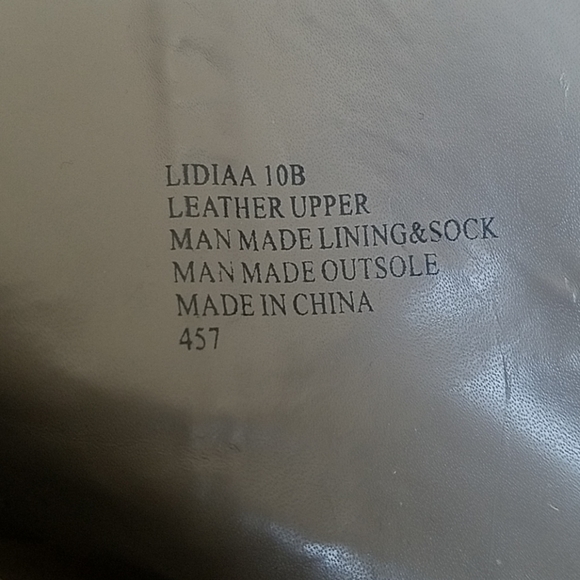 LIDIAA 10B
LEATHER UPPER
MAN MADE LINING&SOCK
MAN MADE OUTSOLE
MADE IN CHINA
457